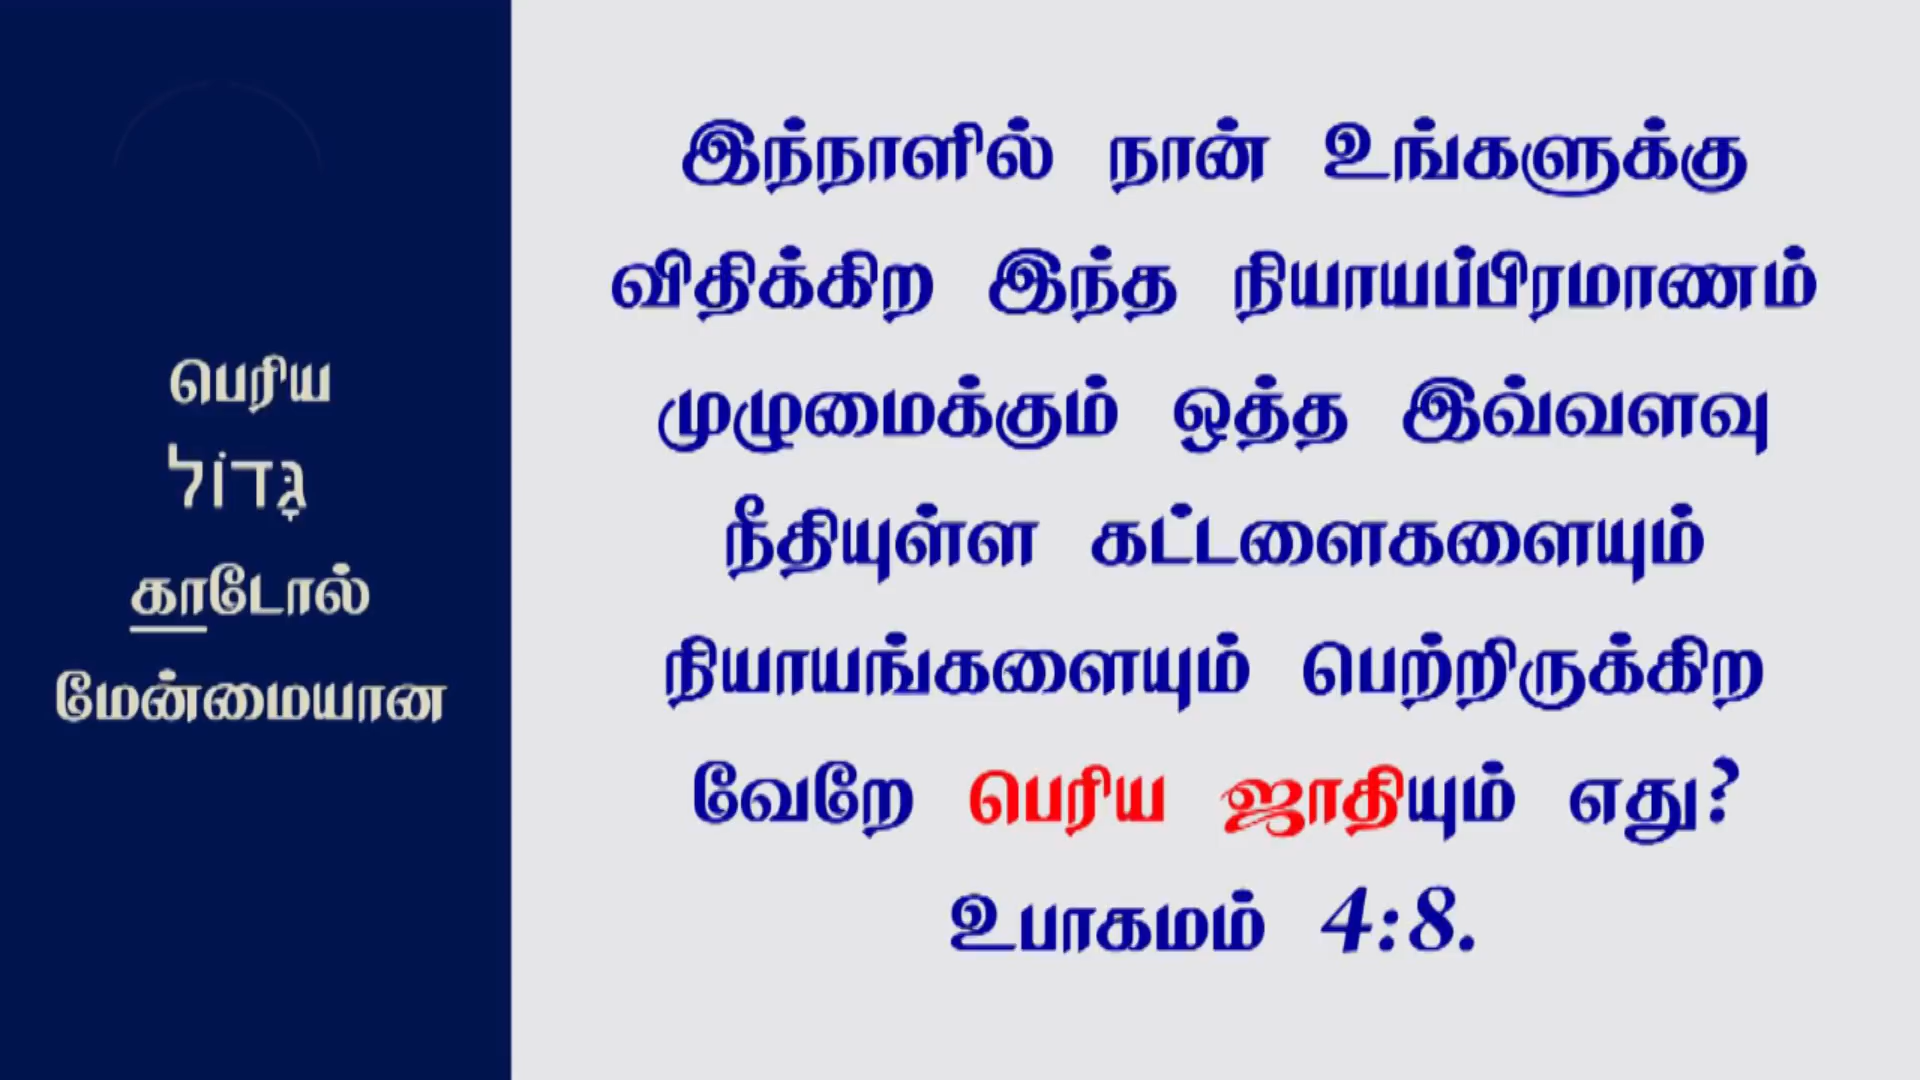 பெரிய
גָּדוֹל
காடோல்
மேன்மையான
இந்நாளில் நான் உங்களுக்கு
விதிக்கிற இந்த நியாயப்பிரமாணம்
முழுமைக்கும் ஒத்த இவ்வளவு
நீதியுள்ள கட்டளைகளையும்
நியாயங்களையும் பெற்றிருக்கிற
வேறே பெரிய ஜாதியும் எது?
உபாகமம் 4:8.